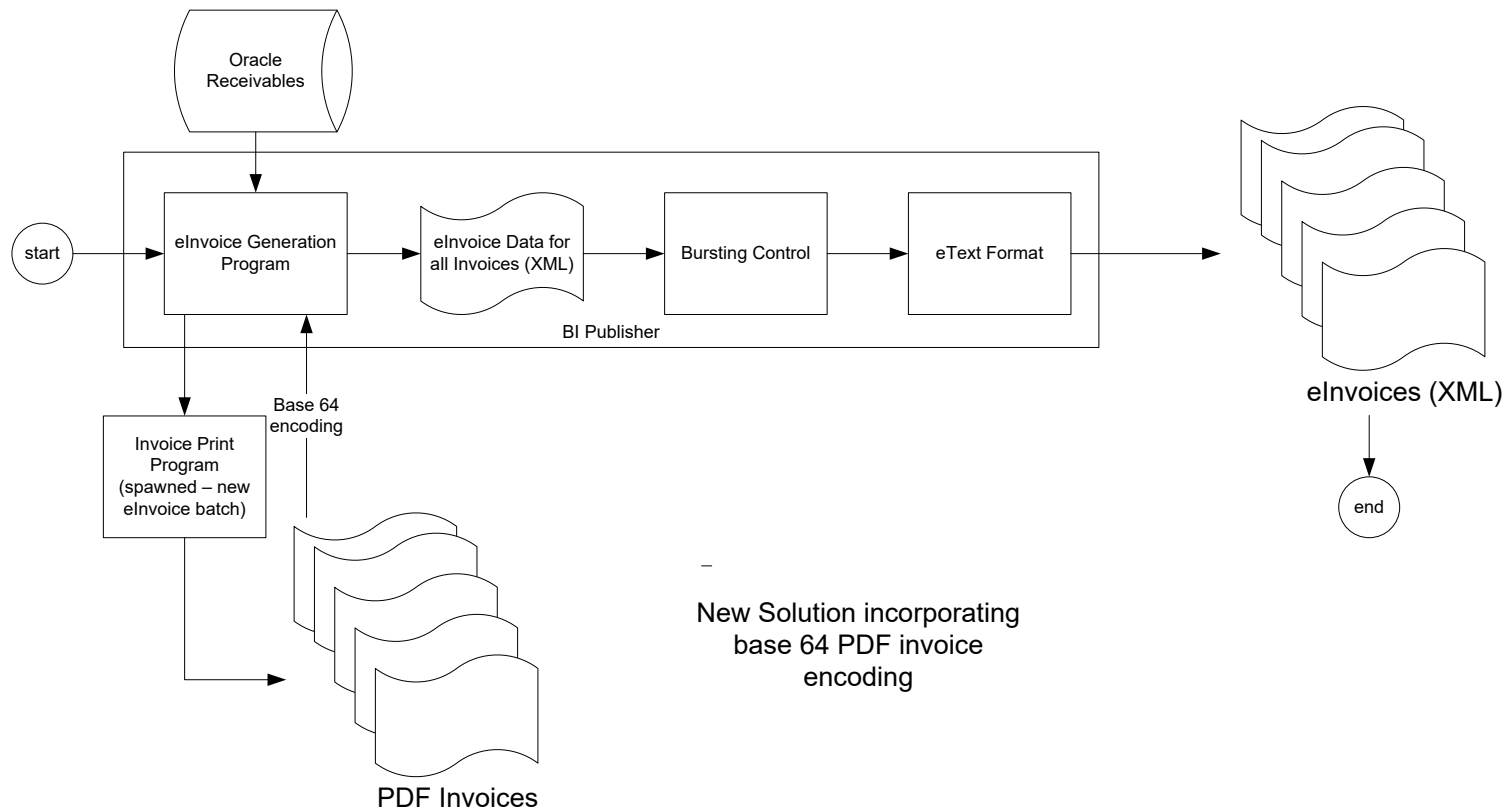 Oracle
Receivables
start
eInvoice Generation
Program
eInvoice Data for
all Invoices (XML)
Bursting Control
eText Format
BI Publisher
eInvoices (XML)
Base 64
encoding
Invoice Print
Program
(spawned – new
eInvoice batch)
end
–
New Solution incorporating
base 64 PDF invoice
encoding
PDF Invoices